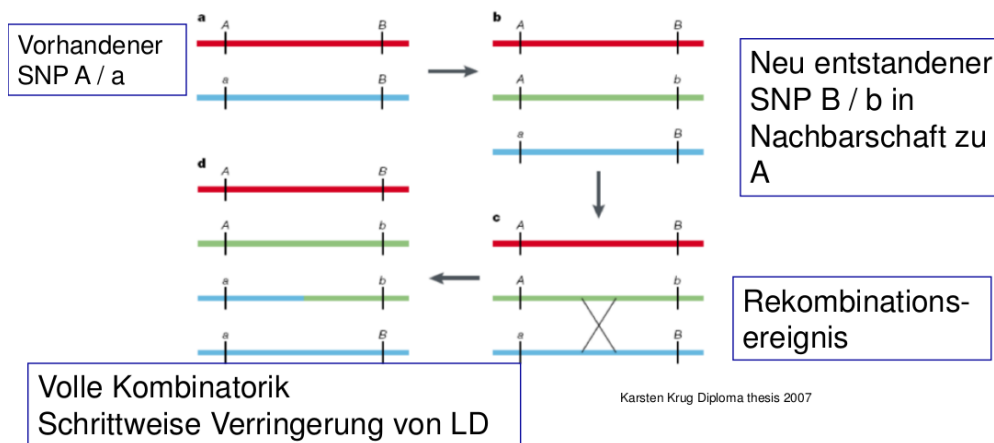 Vorhandener
SNP A / a
a
A B
a B
b
A B
A b
a B
Neu entstandener
SNP B / b in
Nachbarschaft zu
A
c
A B
A b
a B
Rekombinations-
ereignis
d
A B
A b
a b
a B
Volle Kombinatorik
Schrittweise Verringerung von LD
Karsten Krug Diploma thesis 2007